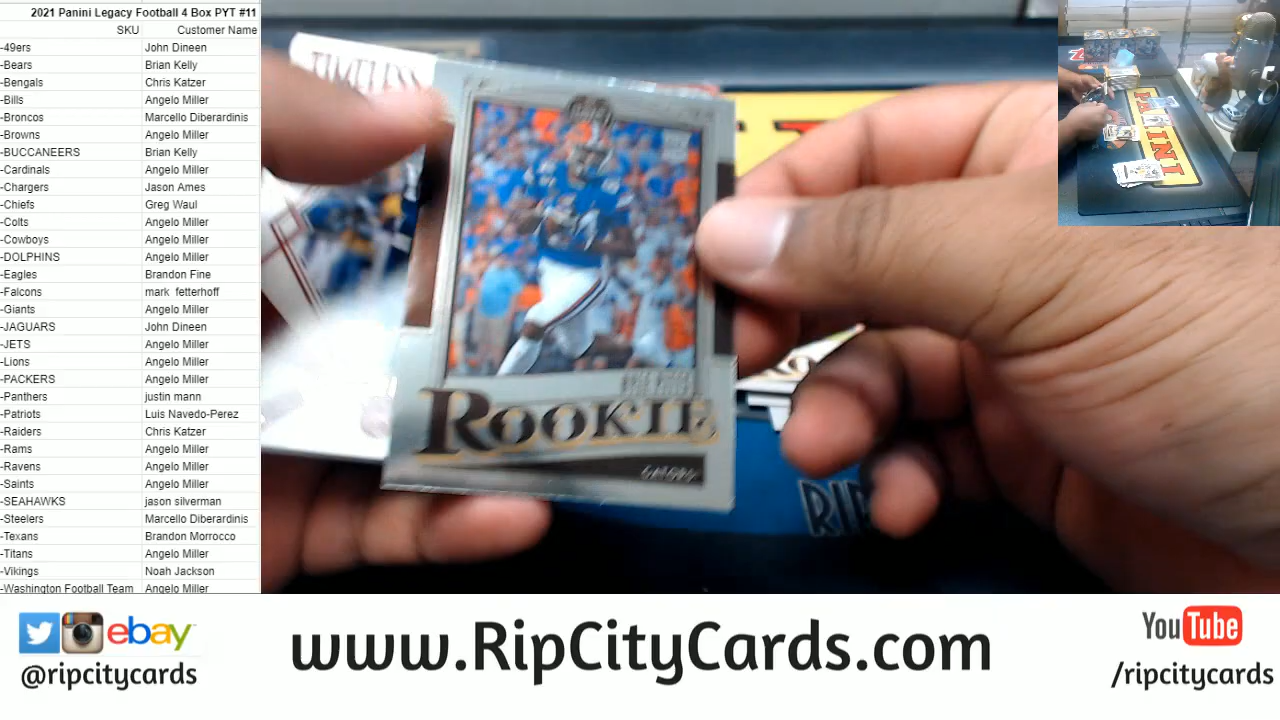 2021 Panini Legacy Football 4 Box PYT #11
SKU Customer Name
-49ers John Dineen
-Bears Brian Kelly
-Bengals Chris Katzer
-Bills Angelo Miller
-Broncos Marcello Diberardinis
-Browns Angelo Miller
-BUCCANEERS Brian Kelly
-Cardinals Angelo Miller
-Chargers Jason Ames
-Chiefs Greg Waul
-Colts Angelo Miller
-Cowboys Angelo Miller
-DOLPHINS Angelo Miller
-Eagles Brandon Fine
-Falcons mark fetterhoff
-Giants Angelo Miller
-JAGUARS John Dineen
-JETS Angelo Miller
-Lions Angelo Miller
-PACKERS Angelo Miller
-Panthers justin mann
-Patriots Luis Navedo-Perez
-Raiders Chris Katzer
-Rams Angelo Miller
-Ravens Angelo Miller
-Saints Angelo Miller
-SEAHAWKS jason silverman
-Steelers Marcello Diberardinis
-Texans Brandon Morrocco
-Titans Angelo Miller
-Vikings Noah Jackson
-Washington Football Team Angelo Miller
ROOKIE
GATORS
RIP
PANINI
ebay
@ripcitycards
www.RipCityCards.com
YouTube
/ripcitycards